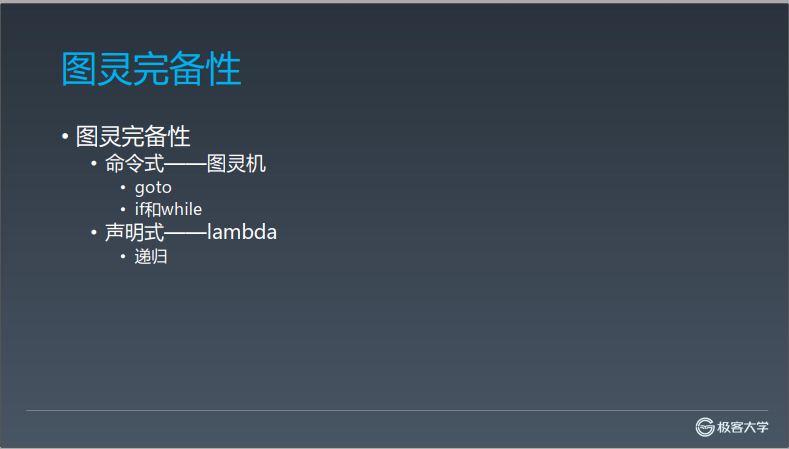 图灵完备性
• 图灵完备性
• 命令式——图灵机
• goto
• if和while
• 声明式——lambda
• 递归
极客大学